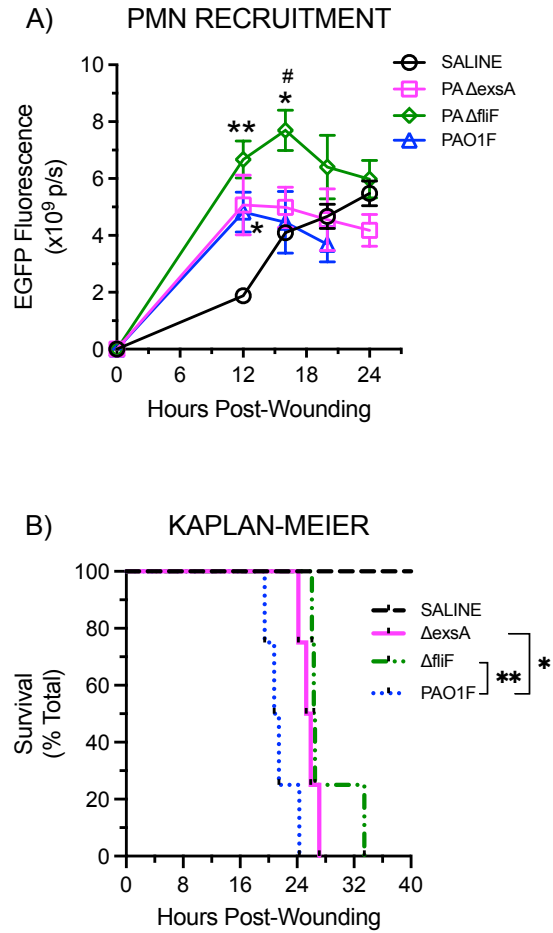 A) PMN RECRUITMENT
SALINE
PA ΔexsA
PA ΔfliF
PAO1F
#
*
**
*
EGFP Fluorescence
(x10⁹ p/s)
10
8
6
4
2
0
0 6 12 18 24
Hours Post-Wounding
B) KAPLAN-MEIER
SALINE
ΔexsA
ΔfliF
PAO1F
**
*
Survival
(% Total)
100
80
60
40
20
0
0 8 16 24 32 40
Hours Post-Wounding